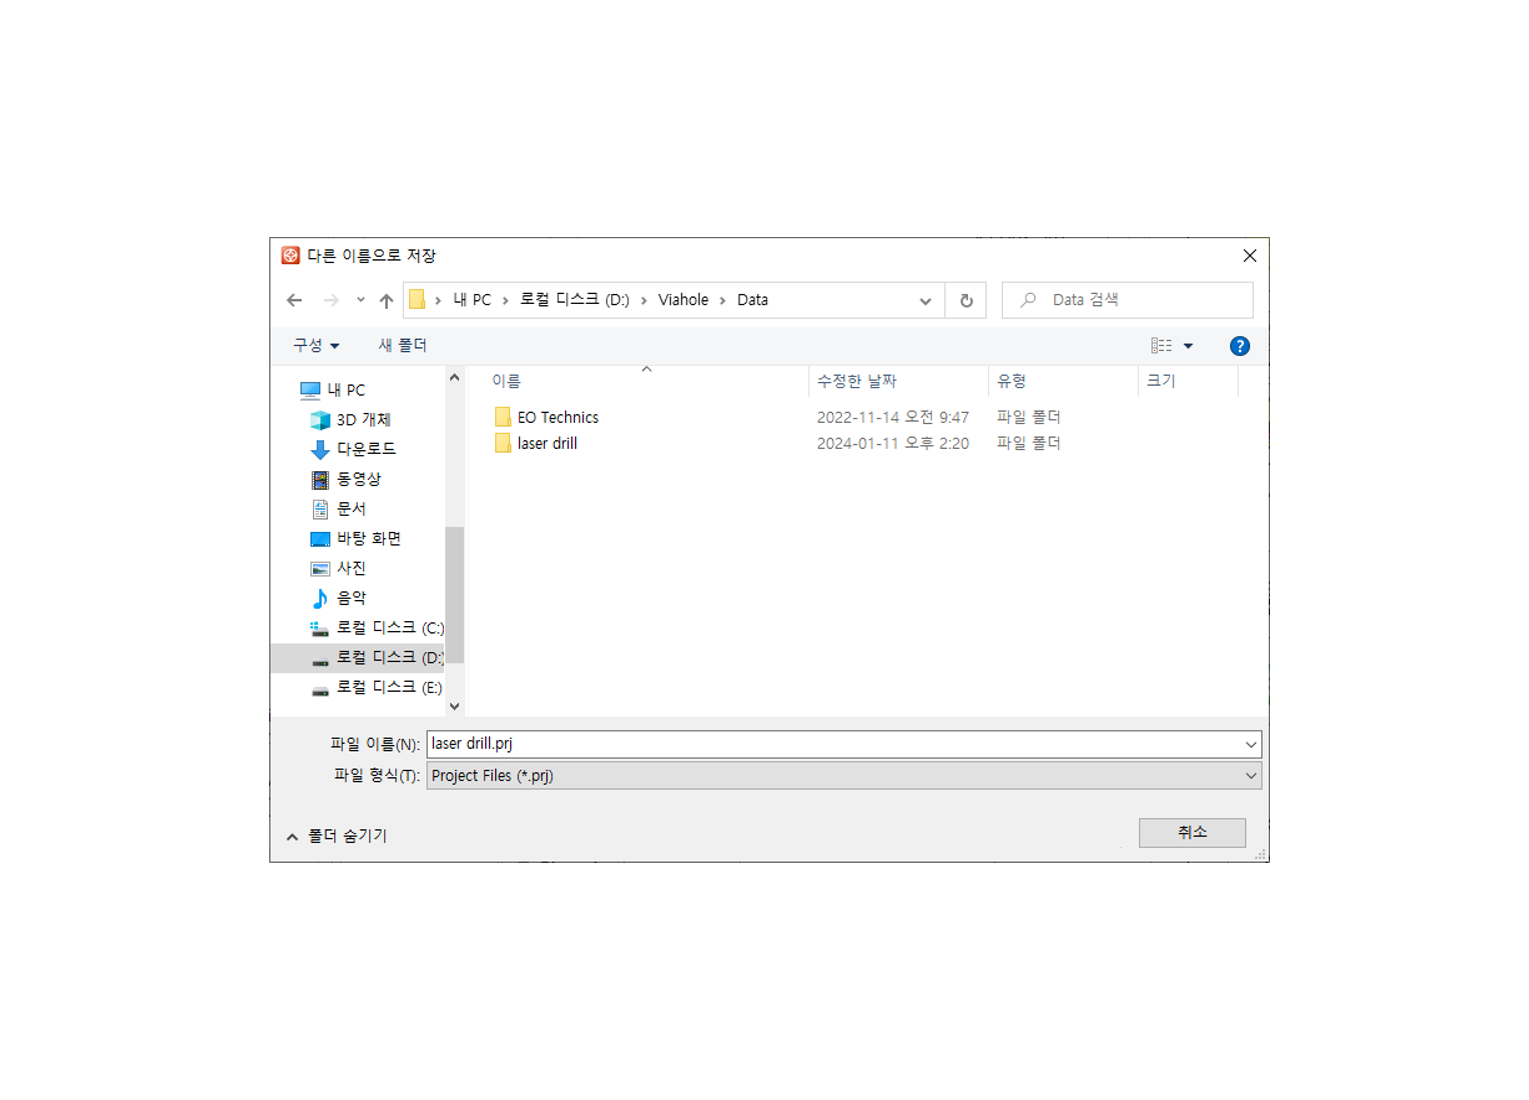 다른 이름으로 저장
내 PC 로컬 디스크 (D:) Viahole Data
Data 검색
구성
새 폴더
내 PC
3D 개체
다운로드
동영상
문서
바탕 화면
사진
음악
로컬 디스크 (C:)
로컬 디스크 (D:)
로컬 디스크 (E:)
이름 수정한 날짜 유형 크기
EO Technics 2022-11-14 오전 9:47 파일 폴더
laser drill 2024-01-11 오후 2:20 파일 폴더
파일 이름(N): laser drill.prj
파일 형식(T): Project Files (*.prj)
폴더 숨기기
취소